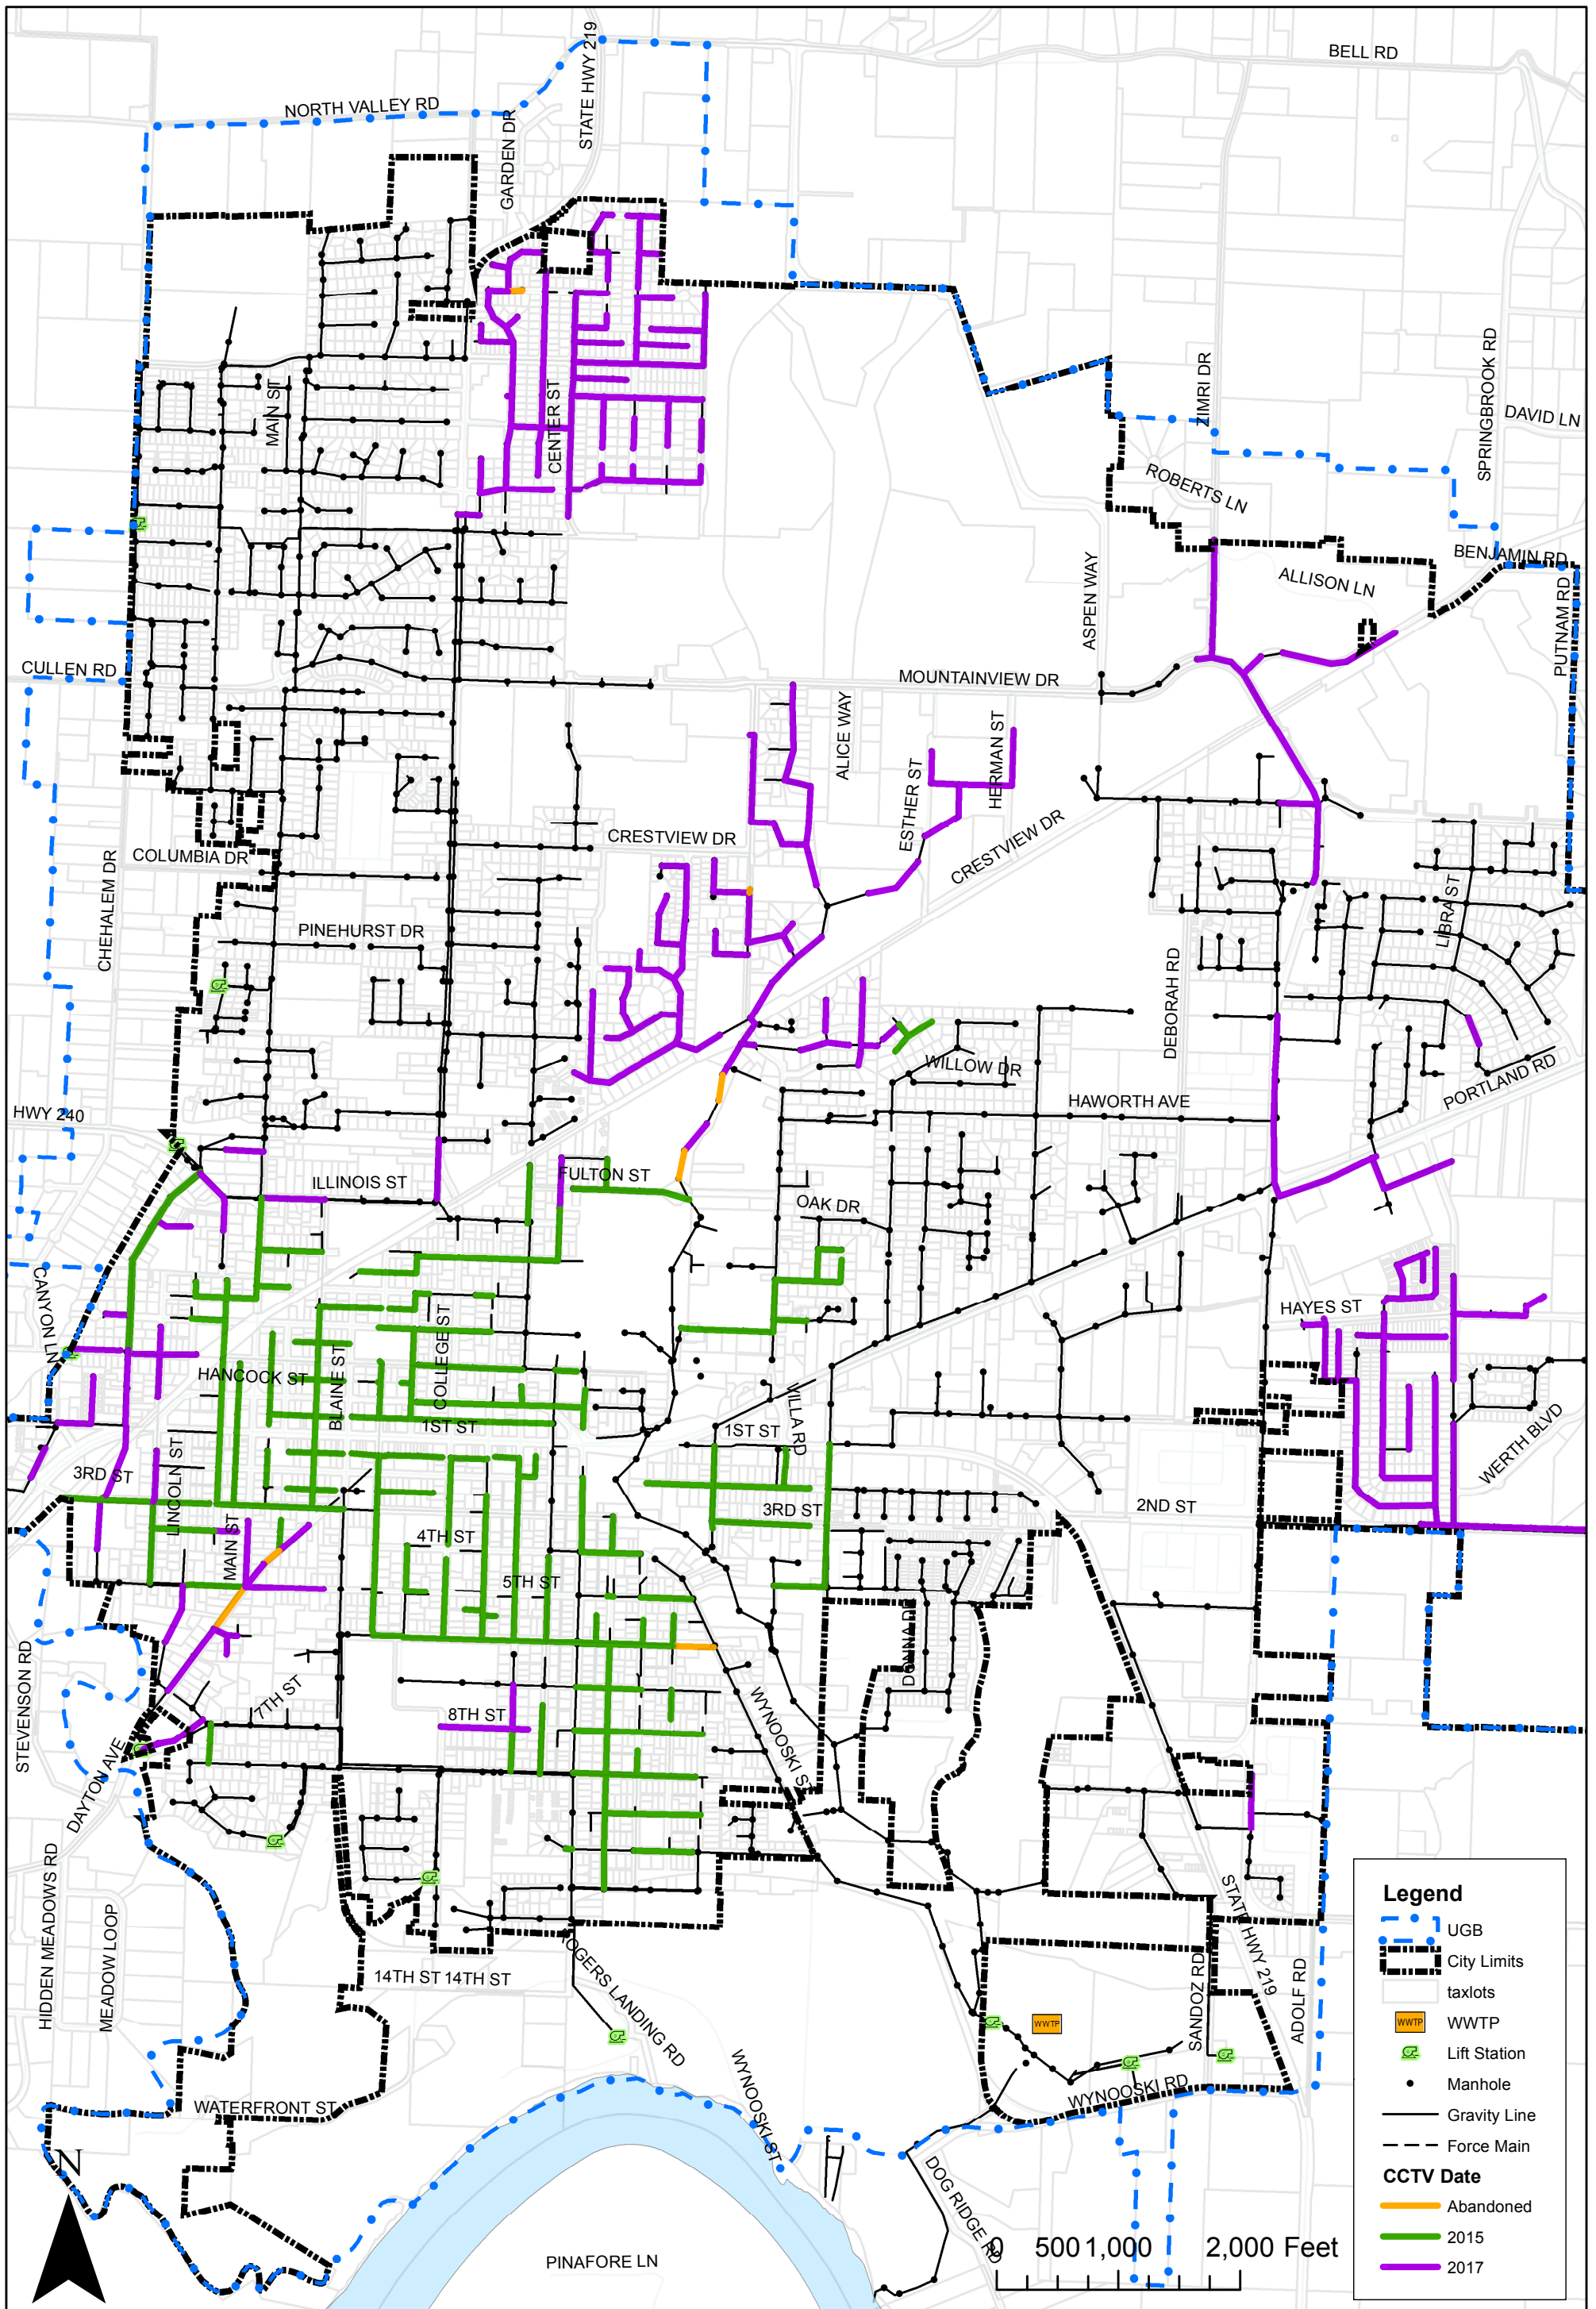 BELL RD
STATE HWY 219
NORTH VALLEY RD
GARDEN DR
ZIMRI DR
SPRINGBROOK RD
DAVID LN
MAIN ST
CENTER ST
ROBERTS LN
BENJAMIN RD
ALLISON LN
ASPEN WAY
PUTNAM RD
CULLEN RD
MOUNTAINVIEW DR
ALICE WAY
HERMAN ST
ESTHER ST
CRESTVIEW DR
CRESTVIEW DR
COLUMBIA DR
CHEHALEM DR
LIBRA ST
PINEHURST DR
DEBORAH RD
WILLOW DR
PORTLAND RD
HAWORTH AVE
HWY 240
FULTON ST
ILLINOIS ST
OAK DR
CANYON LN
HAYES ST
COLLEGE ST
BLAINE ST
HANCOCK ST
VILLA RD
1ST ST
1ST ST
WERTH BLVD
LINCOLN ST
3RD ST
2ND ST
3RD ST
MAIN ST
4TH ST
5TH ST
DONNA DR
STEVENSON RD
7TH ST
8TH ST
WYNOOSKI ST
DAYTON AVE
HIDDEN MEADOWS RD
MEADOW LOOP
STATE HWY 219
14TH ST 14TH ST
ROGERS LANDING RD
SANDOZ RD
ADOLF RD
WWTP
WYNOOSKI RD
WATERFRONT ST
WYNOOSKI ST
DOG RIDGE RD
PINAFORE LN
N
0 500 1,000 2,000 Feet
Legend
UGB
City Limits
taxlots
WWTP WWTP
Lift Station
Manhole
Gravity Line
Force Main
CCTV Date
Abandoned
2015
2017